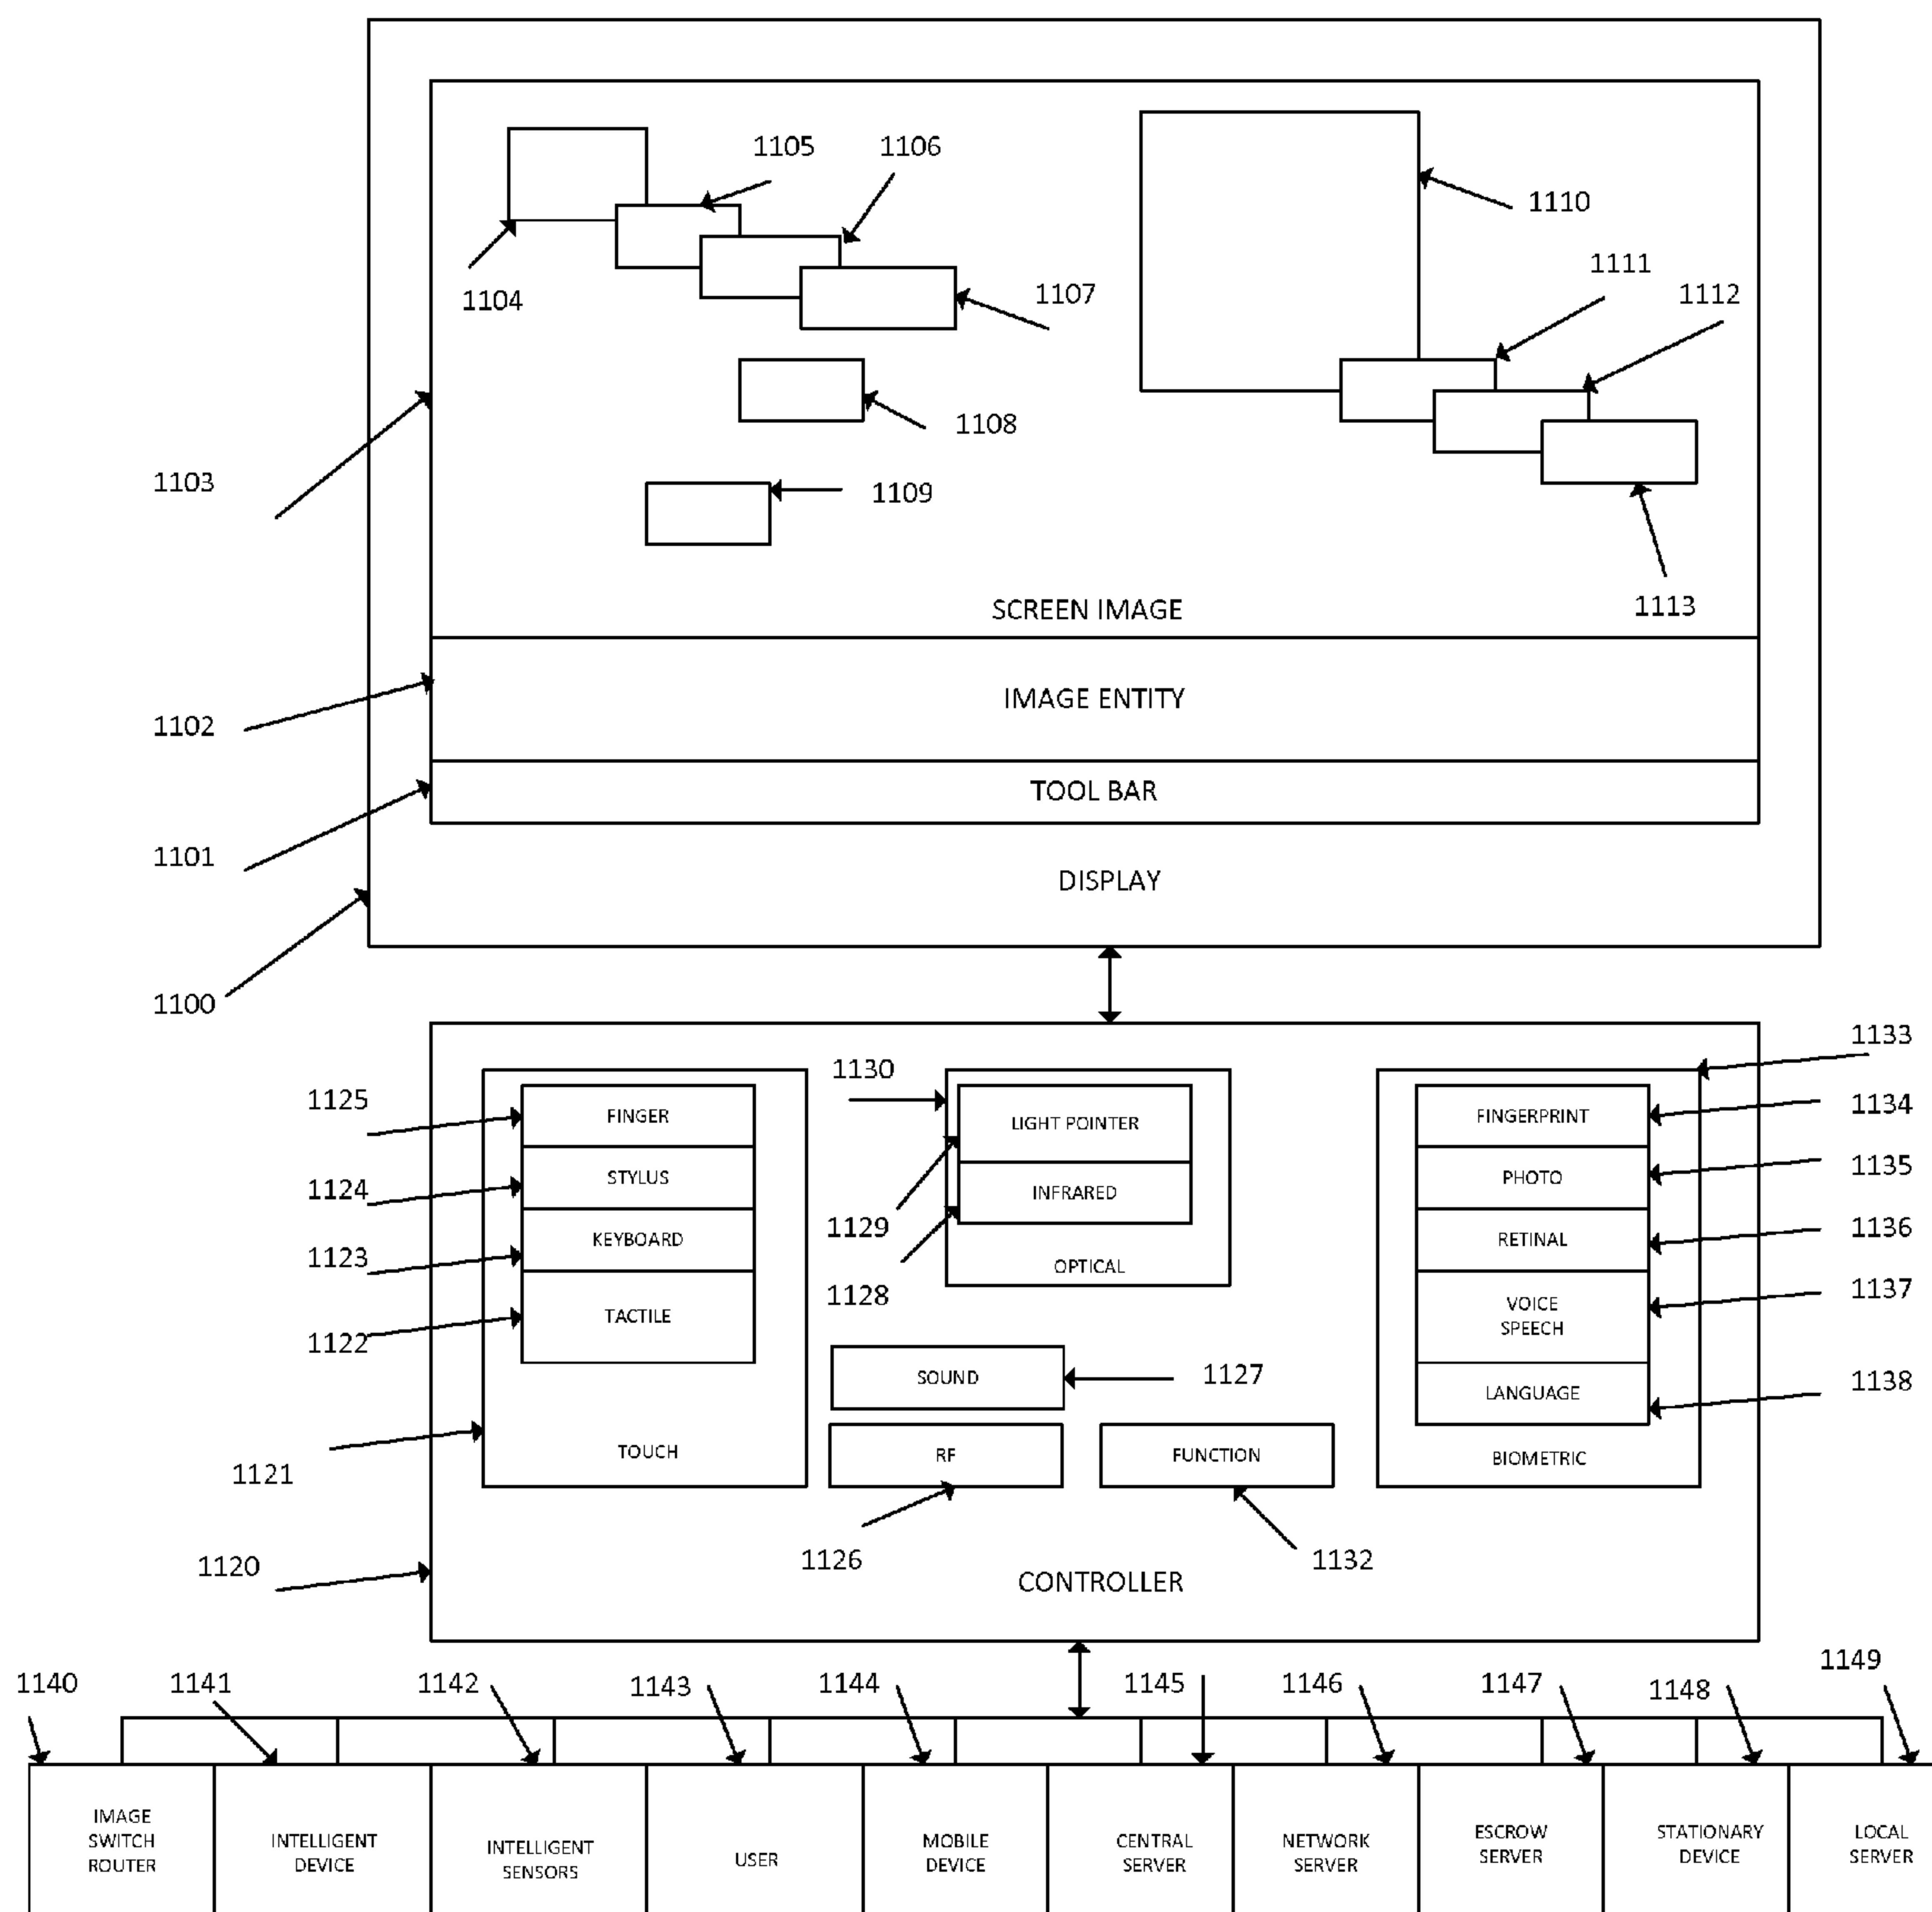 1105
1106
1110
1104
1107
1111
1112
1108
1103
1109
SCREEN IMAGE
1113
1102
IMAGE ENTITY
1101
TOOL BAR
DISPLAY
1100
1133
1130
1125
FINGER
LIGHT POINTER
FINGERPRINT
1134
1124
STYLUS
INFRARED
PHOTO
1135
1129
1123
KEYBOARD
RETINAL
1136
OPTICAL
1128
1122
TACTILE
VOICE
SPEECH
1137
SOUND
1127
LANGUAGE
1138
1121
TOUCH
RF
FUNCTION
BIOMETRIC
1120
1126
1132
CONTROLLER
1140
1141
1142
1143
1144
1145
1146
1147
1148
1149
IMAGE
SWITCH
ROUTER
INTELLIGENT
DEVICE
INTELLIGENT
SENSORS
USER
MOBILE
DEVICE
CENTRAL
SERVER
NETWORK
SERVER
ESCROW
SERVER
STATIONARY
DEVICE
LOCAL
SERVER